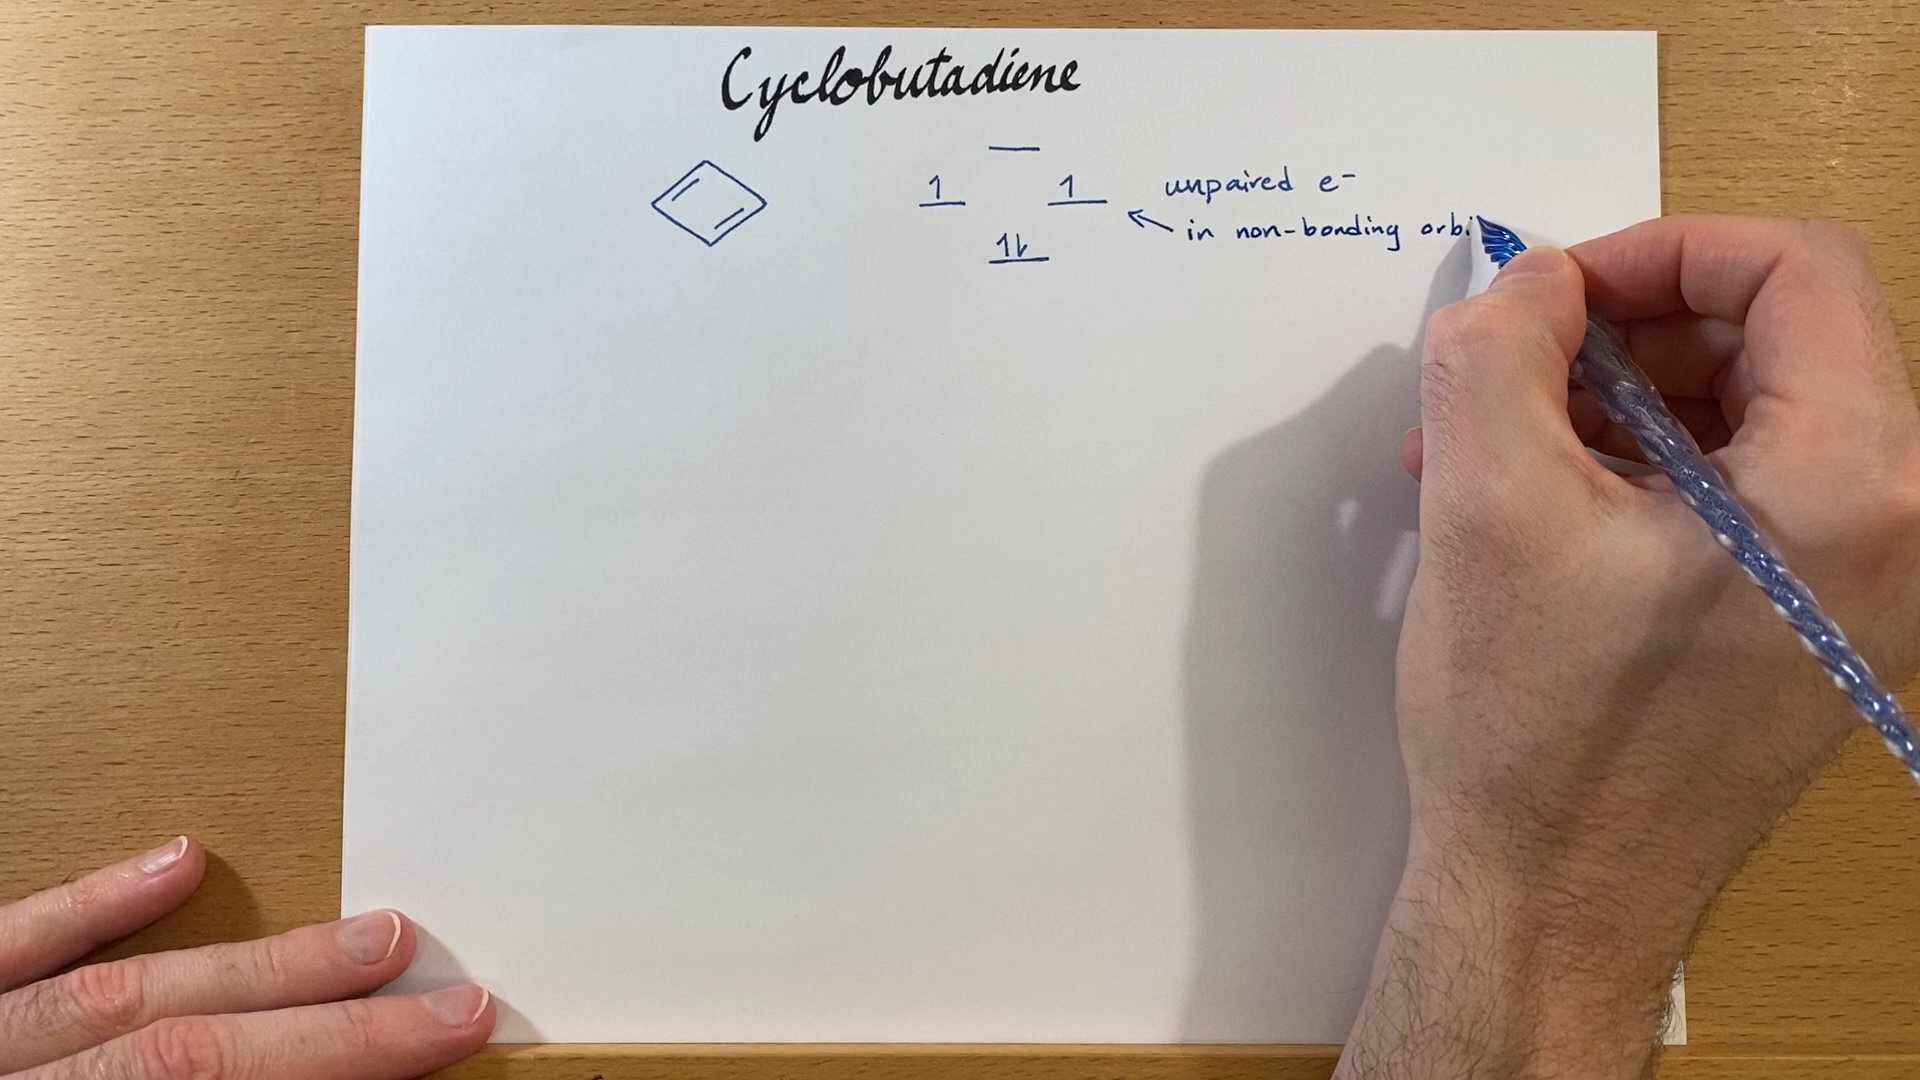 Cyclobutadiene
1 1 unpaired e-
in non-bonding orbi
1l